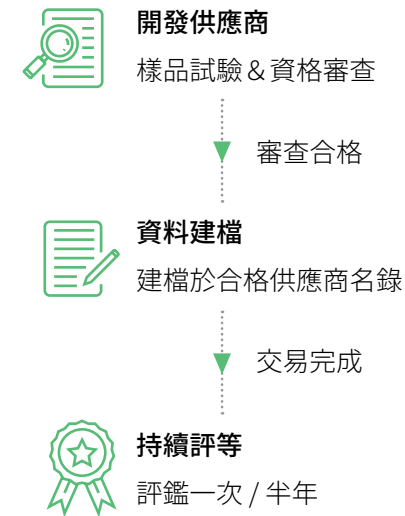 開發供應商
樣品試驗＆資格審查
審查合格
資料建檔
建檔於合格供應商名錄
交易完成
持續評等
評鑑一次 / 半年